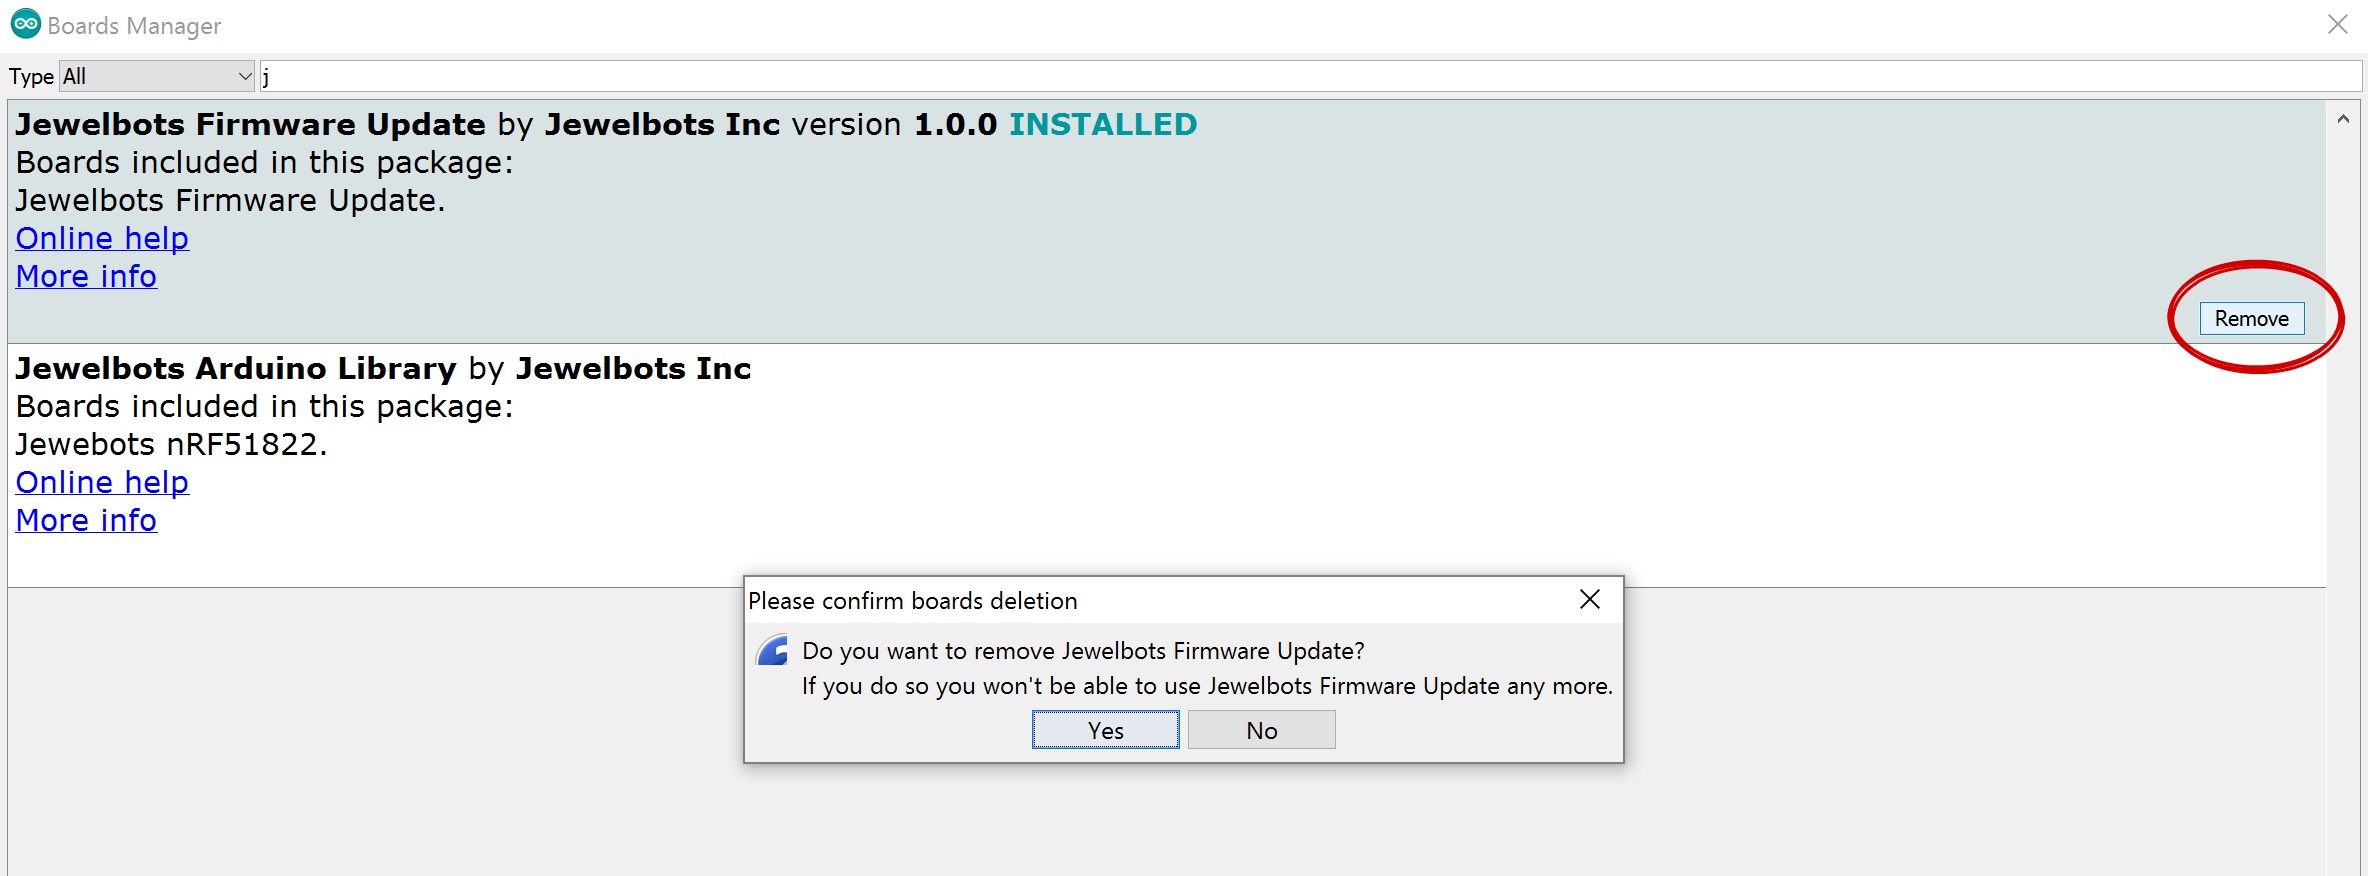 Boards Manager
Type All j
Jewelbots Firmware Update by Jewelbots Inc version 1.0.0 INSTALLED
Boards included in this package:
Jewelbots Firmware Update.
Online help
More info
Remove
Jewelbots Arduino Library by Jewelbots Inc
Boards included in this package:
Jewebots nRF51822.
Online help
More info
Please confirm boards deletion
Do you want to remove Jewelbots Firmware Update?
If you do so you won't be able to use Jewelbots Firmware Update any more.
Yes No